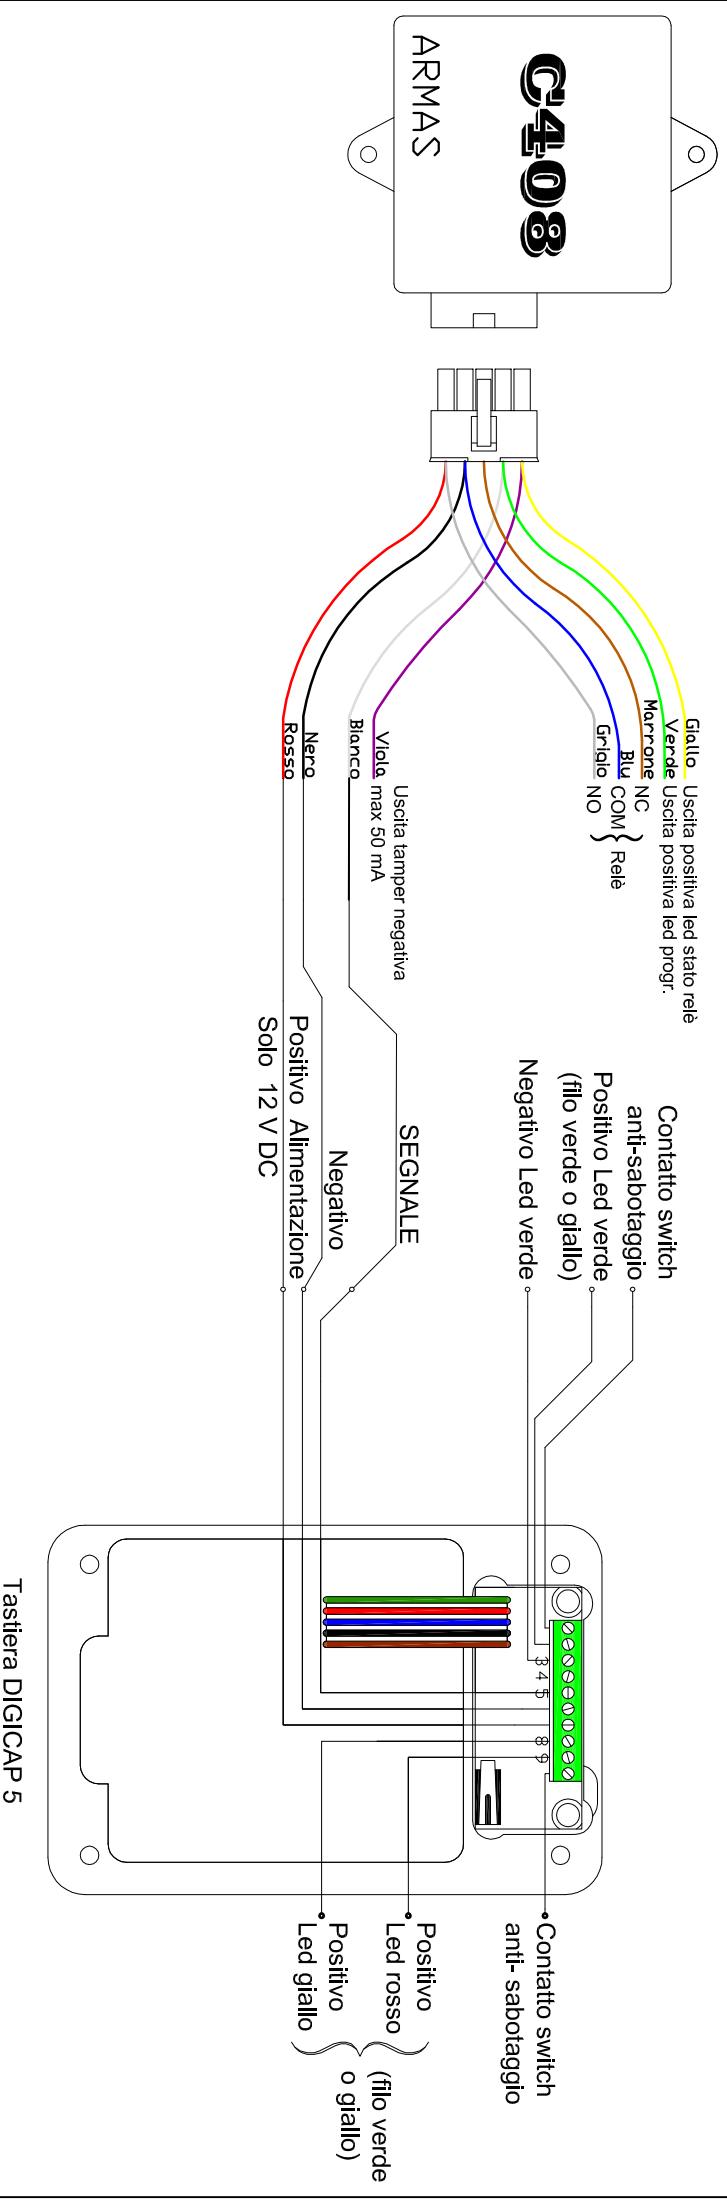 C408
ARMAS
Giallo
Uscita positiva led stato relè
Verde
Uscita positiva led progr.
Marrone
NC
Blu
COM
Grigio
NO
Relè
Viola
Uscita tamper negativa
max 50 mA
Bianco
Nero
Rosso
Contatto switch
anti-sabotaggio
Positivo Led verde
(filo verde o giallo)
Negativo Led verde
SEGNALE
Negativo
Positivo Alimentazione
Solo 12 V DC
3
4
5
8
9
Contatto switch
anti- sabotaggio
Positivo
Led rosso
Positivo
Led giallo
(filo verde
o giallo)
Tastiera DIGICAP 5